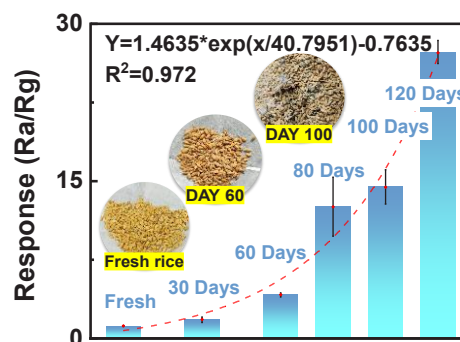 Response (Ra/Rg)
30
15
0
Y=1.4635*exp(x/40.7951)-0.7635
R²=0.972
DAY 100
DAY 60
Fresh rice
Fresh
30 Days
60 Days
80 Days
100 Days
120 Days